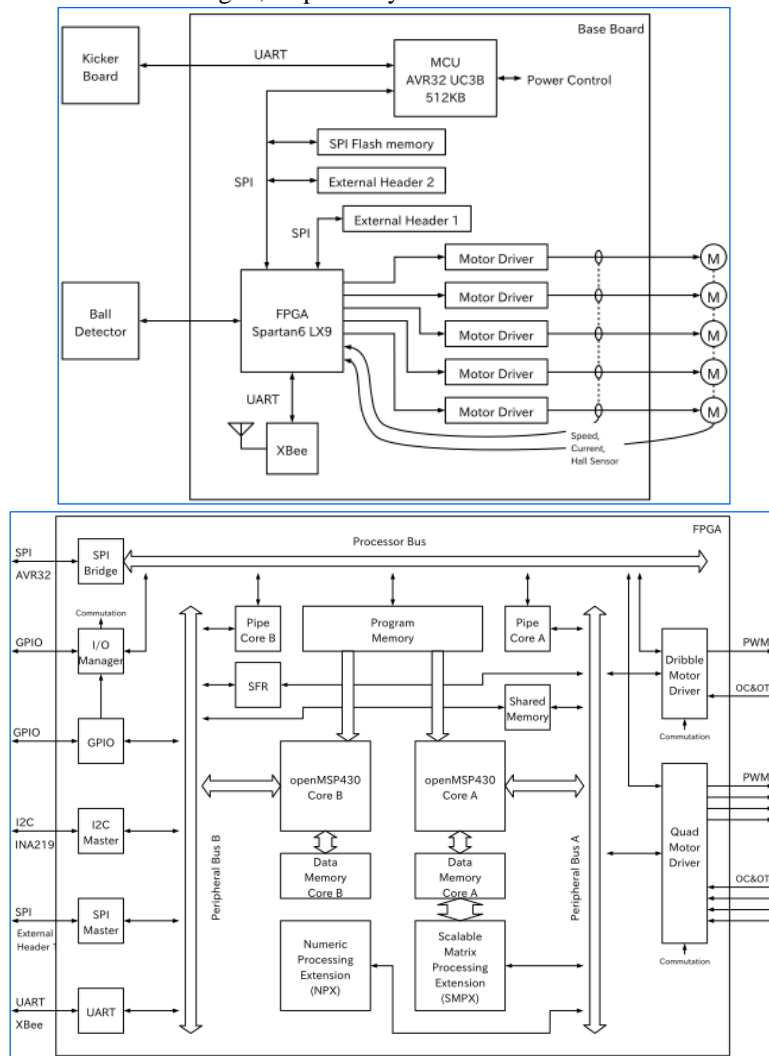 Base Board
Kicker
Board
UART
MCU
AVR32 UC3B
512KB
Power Control
SPI Flash memory
SPI
External Header 2
External Header 1
SPI
Motor Driver
M
Motor Driver
M
Ball
Detector
FPGA
Spartan6 LX9
Motor Driver
M
Motor Driver
M
UART
Motor Driver
M
XBee
Speed,
Current,
Hall Sensor
FPGA
Processor Bus
SPI
AVR32
SPI
Bridge
Commutation
GPIO
I/O
Manager
Pipe
Core B
Program
Memory
Pipe
Core A
Dribble
Motor
Driver
PWM
OC&OT
Commutation
SFR
Shared
Memory
GPIO
GPIO
openMSP430
Core B
openMSP430
Core A
PWM
Quad
Motor
Driver
OC&OT
Commutation
I2C
INA219
I2C
Master
Peripheral Bus B
Data
Memory
Core B
Data
Memory
Core A
Peripheral Bus A
SPI
External
Header 1
SPI
Master
Numeric
Processing
Extension
(NPX)
Scalable
Matrix
Processing
Extension
(SMPX)
UART
XBee
UART